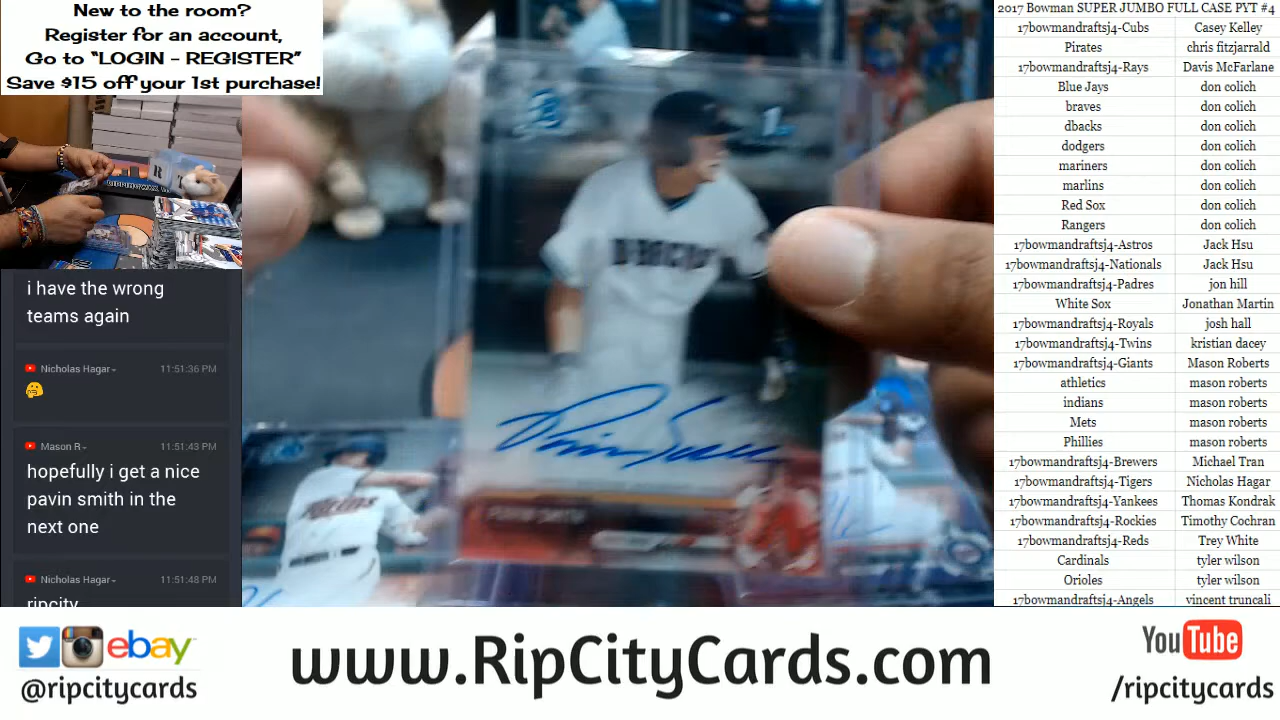 New to the room?
Register for an account,
Go to "LOGIN - REGISTER"
Save $15 off your 1st purchase!
i have the wrong
teams again
Nicholas Hagar 11:51:36 PM
Mason R 11:51:43 PM
hopefully i get a nice
pavin smith in the
next one
Nicholas Hagar 11:51:48 PM
ripcity
PAVIN SMITH
2017 Bowman SUPER JUMBO FULL CASE PYT #4
17bowmandraftsj4-Cubs Casey Kelley
Pirates chris fitzjarrald
17bowmandraftsj4-Rays Davis McFarlane
Blue Jays don colich
braves don colich
dbacks don colich
dodgers don colich
mariners don colich
marlins don colich
Red Sox don colich
Rangers don colich
17bowmandraftsj4-Astros Jack Hsu
17bowmandraftsj4-Nationals Jack Hsu
17bowmandraftsj4-Padres jon hill
White Sox Jonathan Martin
17bowmandraftsj4-Royals josh hall
17bowmandraftsj4-Twins kristian dacey
17bowmandraftsj4-Giants Mason Roberts
athletics mason roberts
indians mason roberts
Mets mason roberts
Phillies mason roberts
17bowmandraftsj4-Brewers Michael Tran
17bowmandraftsj4-Tigers Nicholas Hagar
17bowmandraftsj4-Yankees Thomas Kondrak
17bowmandraftsj4-Rockies Timothy Cochran
17bowmandraftsj4-Reds Trey White
Cardinals tyler wilson
Orioles tyler wilson
17bowmandraftsj4-Angels vincent truncali
ebay
@ripcitycards
www.RipCityCards.com
YouTube
/ripcitycards